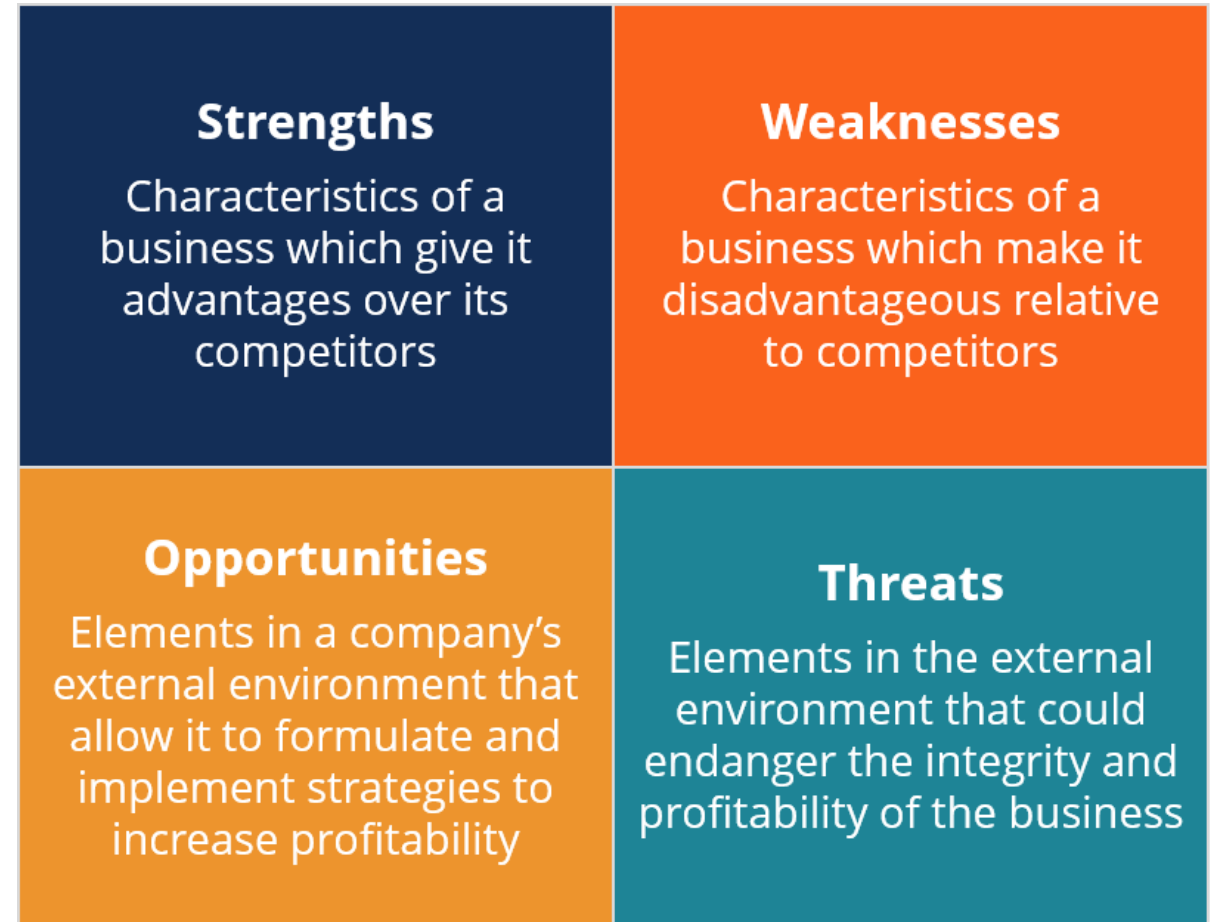 Strengths
Characteristics of a
business which give it
advantages over its
competitors
Weaknesses
Characteristics of a
business which make it
disadvantageous relative
to competitors
Opportunities
Elements in a company’s
external environment that
allow it to formulate and
implement strategies to
increase profitability
Threats
Elements in the external
environment that could
endanger the integrity and
profitability of the business